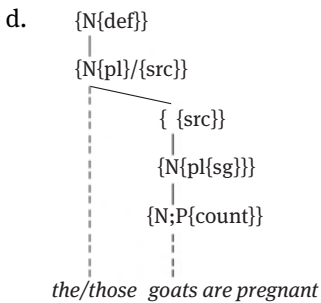 d. {N{def}}
{N{pl}/{src}}
{ {src}}
{N{pl{sg}}}
{N;P{count}}
the/those goats are pregnant